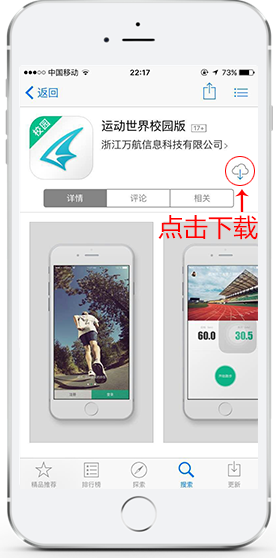 中国移动
22:17
73%
返回
校园
运动世界校园版 17+
浙江万航信息科技有限公司>
点击下载
详情
评论
相关
60.0
30.5
精品推荐
排行榜
探索
搜索
更新